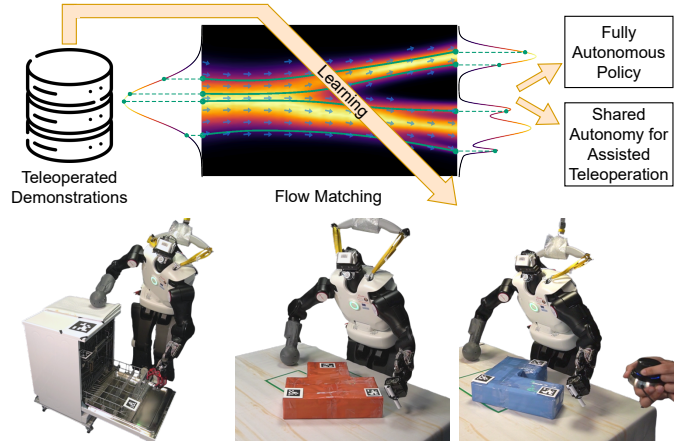 Fully
Autonomous
Policy
Learning
Shared
Autonomy for
Assisted
Teleoperation
Teleoperated
Demonstrations
Flow Matching